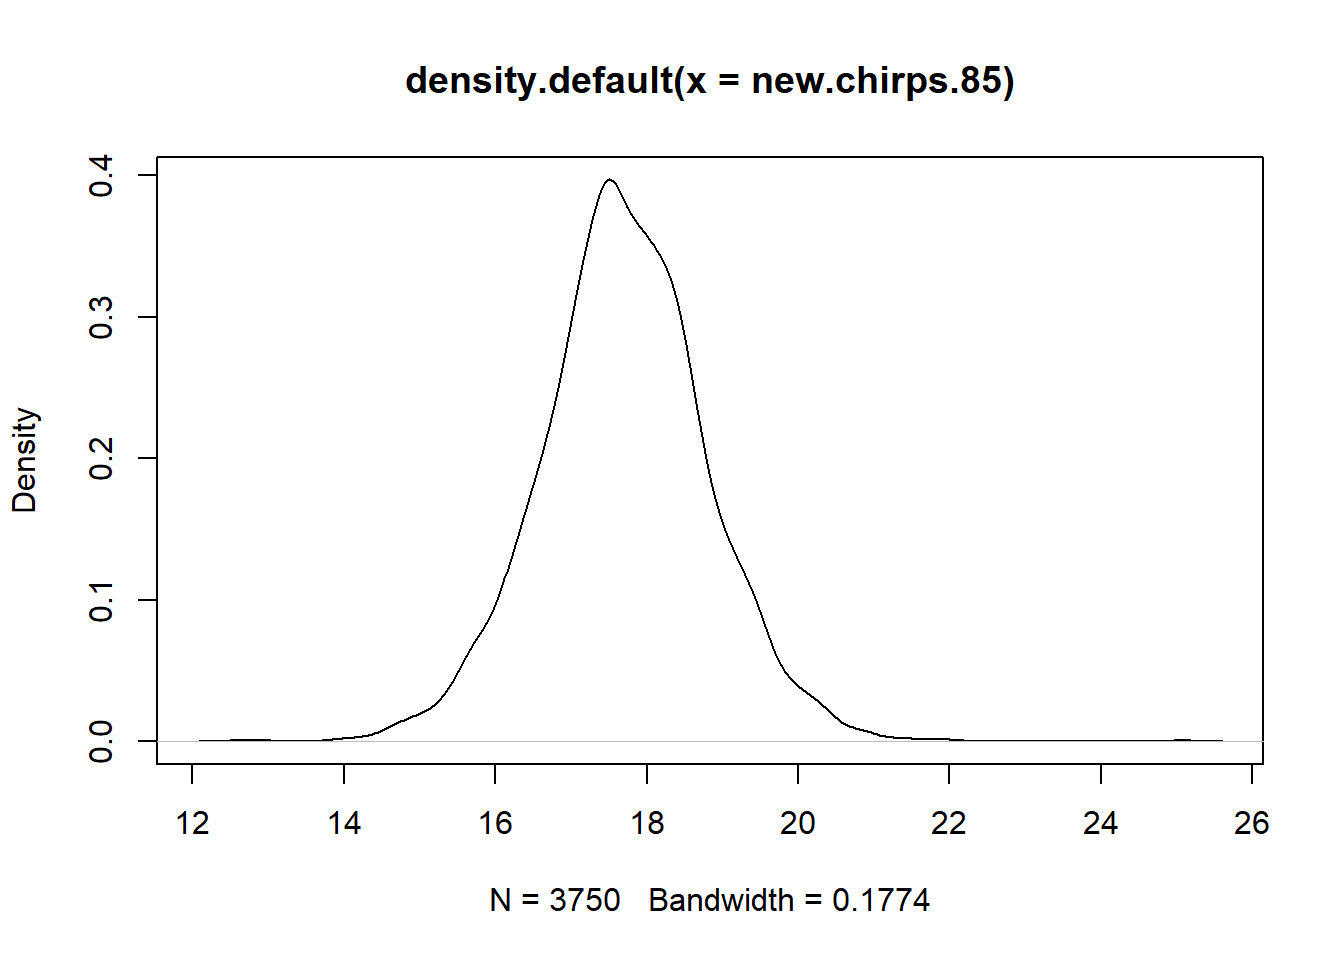 density.default(x = new.chirps.85)
Density
0.4
0.3
0.2
0.1
0.0
12 14 16 18 20 22 24 26
N = 3750 Bandwidth = 0.1774